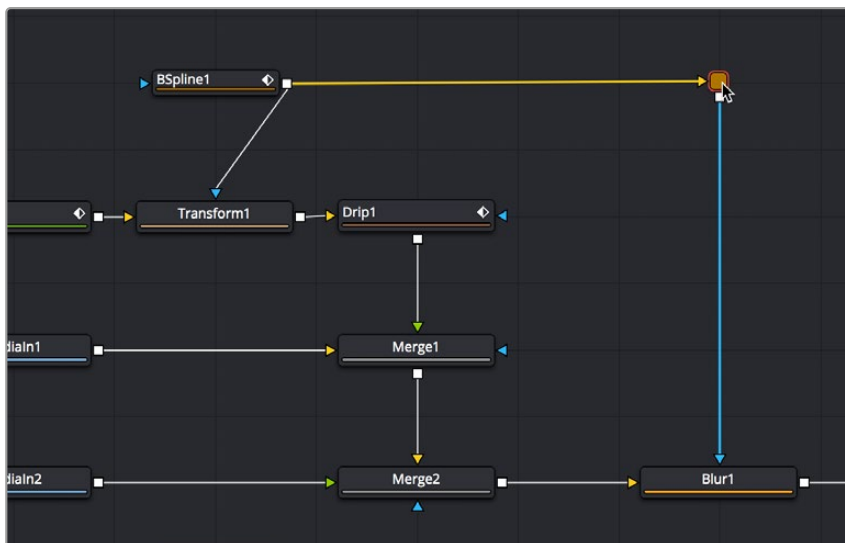 BSpline1
Transform1
Drip1
diaIn1
Merge1
diaIn2
Merge2
Blur1